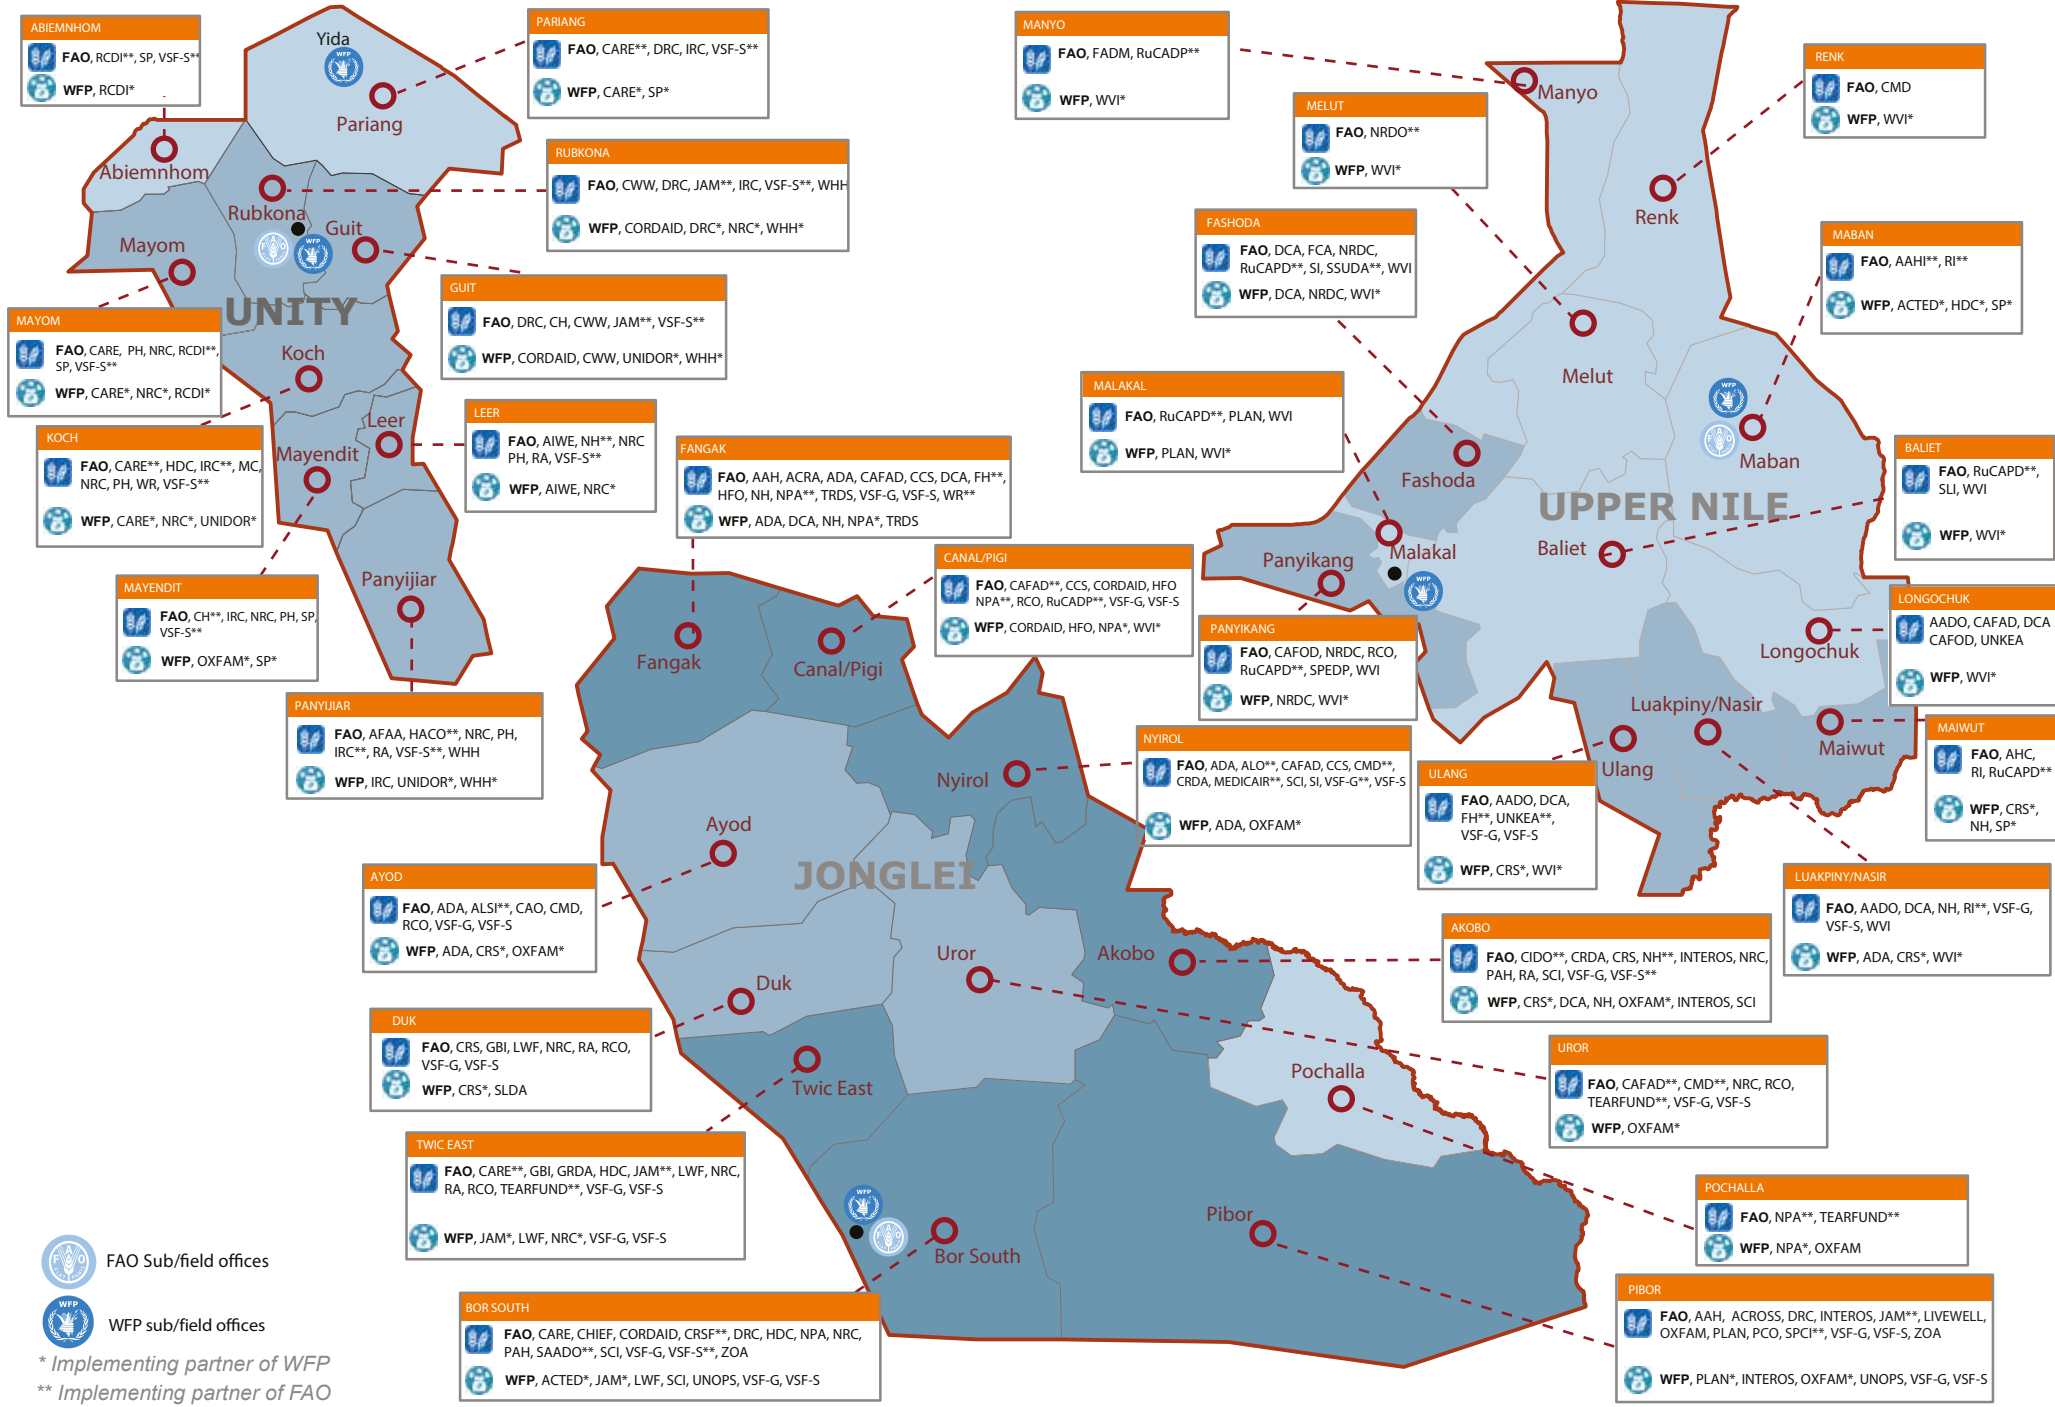 ABIEMNHOM
FAO, RCDI**, SP, VSF-S**
WFP, RCDI*
PARIANG
FAO, CARE**, DRC, IRC, VSF-S**
WFP, CARE*, SP*
RUBKONA
FAO, CWW, DRC, JAM**, IRC, VSF-S**, WHH
WFP, CORDAID, DRC*, NRC*, WHH*
GUIT
FAO, DRC, CH, CWW, JAM**, VSF-S**
WFP, CORDAID, CWW, UNIDOR*, WHH*
MAYOM
FAO, CARE, PH, NRC, RCDI**,
SP, VSF-S**
WFP, CARE*, NRC*, RCDI*
KOCH
FAO, CARE**, HDC, IRC**, MC,
NRC, PH, WR, VSF-S**
WFP, CARE*, NRC*, UNIDOR*
LEER
FAO, AIWE, NH**, NRC
PH, RA, VSF-S**
WFP, AIWE, NRC*
MAYENDIT
FAO, CH**, IRC, NRC, PH, SP,
VSF-S**
WFP, OXFAM*, SP*
PANYIJIAR
FAO, AFAA, HACO**, NRC, PH,
IRC**, RA, VSF-S**, WHH
WFP, IRC, UNIDOR*, WHH*
Yida
Pariang
Abiemnhom
Rubkona
Guit
Mayom
UNITY
Koch
Leer
Mayendit
Panyijiar
MANYO
FAO, FADM, RuCADP**
WFP, WVI*
RENK
FAO, CMD
WFP, WVI*
MELUT
FAO, NRDO**
WFP, WVI*
FASHODA
FAO, DCA, FCA, NRDC,
RuCAPD**, SI, SSUDA**, WVI
WFP, DCA, NRDC, WVI*
MABAN
FAO, AAHI**, RI**
WFP, ACTED*, HDC*, SP*
MALAKAL
FAO, RuCAPD**, PLAN, WVI
WFP, PLAN, WVI*
BALIET
FAO, RuCAPD**,
SLI, WVI
WFP, WVI*
LONGOCHUK
AADO, CAFAD, DCA
CAFOD, UNKEA
WFP, WVI*
PANYIKANG
FAO, CAFOD, NRDC, RCO,
RuCAPD**, SPEDP, WVI
WFP, NRDC, WVI*
MAIWUT
FAO, AHC,
RI, RuCAPD**
WFP, CRS*,
NH, SP*
ULANG
FAO, AADO, DCA,
FH**, UNKEA**,
VSF-G, VSF-S
WFP, CRS*, WVI*
LUAKPINY/NASIR
FAO, AADO, DCA, NH, RI**, VSF-G,
VSF-S, WVI
WFP, ADA, CRS*, WVI*
Manyo
Renk
Melut
Maban
Fashoda
UPPER NILE
Baliet
Malakal
Panyikang
Longochuk
Luakpiny/Nasir
Maiwut
Ulang
FANGAK
FAO, AAH, ACRA, ADA, CAFAD, CCS, DCA, FH**,
HFO, NH, NPA**, TRDS, VSF-G, VSF-S, WR**
WFP, ADA, DCA, NH, NPA*, TRDS
CANAL/PIGI
FAO, CAFAD**, CCS, CORDAID, HFO
NPA**, RCO, RuCADP**, VSF-G, VSF-S
WFP, CORDAID, HFO, NPA*, WVI*
NYIROL
FAO, ADA, ALO**, CAFAD, CCS, CMD**,
CRDA, MEDICAIR**, SCI, SI, VSF-G**, VSF-S
WFP, ADA, OXFAM*
AYOD
FAO, ADA, ALSI**, CAO, CMD,
RCO, VSF-G, VSF-S
WFP, ADA, CRS*, OXFAM*
AKOBO
FAO, CIDO**, CRDA, CRS, NH**, INTEROS, NRC,
PAH, RA, SCI, VSF-G, VSF-S**
WFP, CRS*, DCA, NH, OXFAM*, INTEROS, SCI
DUK
FAO, CRS, GBI, LWF, NRC, RA, RCO,
VSF-G, VSF-S
WFP, CRS*, SLDA
UROR
FAO, CAFAD**, CMD**, NRC, RCO,
TEARFUND**, VSF-G, VSF-S
WFP, OXFAM*
TWIC EAST
FAO, CARE**, GBI, GRDA, HDC, JAM**, LWF, NRC,
RA, RCO, TEARFUND**, VSF-G, VSF-S
WFP, JAM*, LWF, NRC*, VSF-G, VSF-S
POCHALLA
FAO, NPA**, TEARFUND**
WFP, NPA*, OXFAM
BOR SOUTH
FAO, CARE, CHIEF, CORDAID, CRSF**, DRC, HDC, NPA, NRC,
PAH, SAADO**, SCI, VSF-G, VSF-S**, ZOA
WFP, ACTED*, JAM*, LWF, SCI, UNOPS, VSF-G, VSF-S
PIBOR
FAO, AAH, ACROSS, DRC, INTEROS, JAM**, LIVEWELL,
OXFAM, PLAN, PCO, SPCI**, VSF-G, VSF-S, ZOA
WFP, PLAN*, INTEROS, OXFAM*, UNOPS, VSF-G, VSF-S
Fangak
Canal/Pigi
Nyirol
Ayod
JONGLEI
Uror
Akobo
Duk
Twic East
Pochalla
Pibor
Bor South
FAO Sub/field offices
WFP
WFP sub/field offices
* Implementing partner of WFP
** Implementing partner of FAO